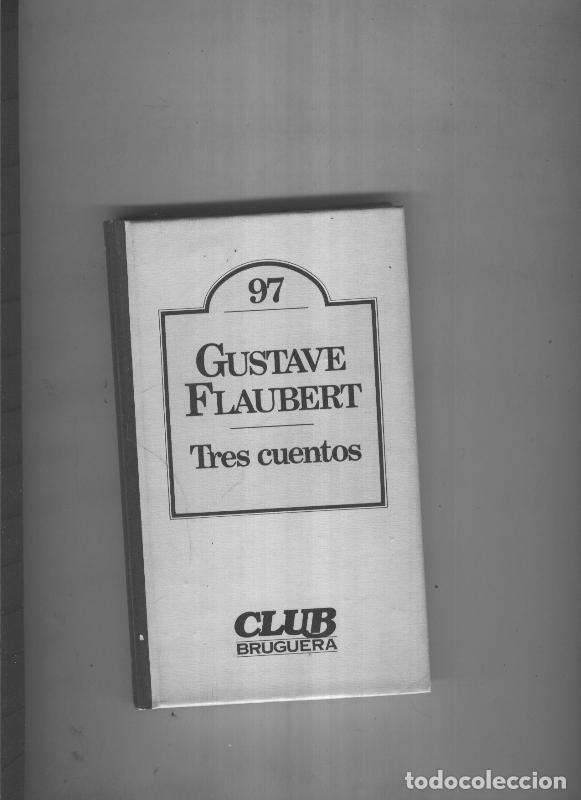 97
GUSTAVE
FLAUBERT
Tres cuentos
CLUB
BRUGUERA
todocoleccion